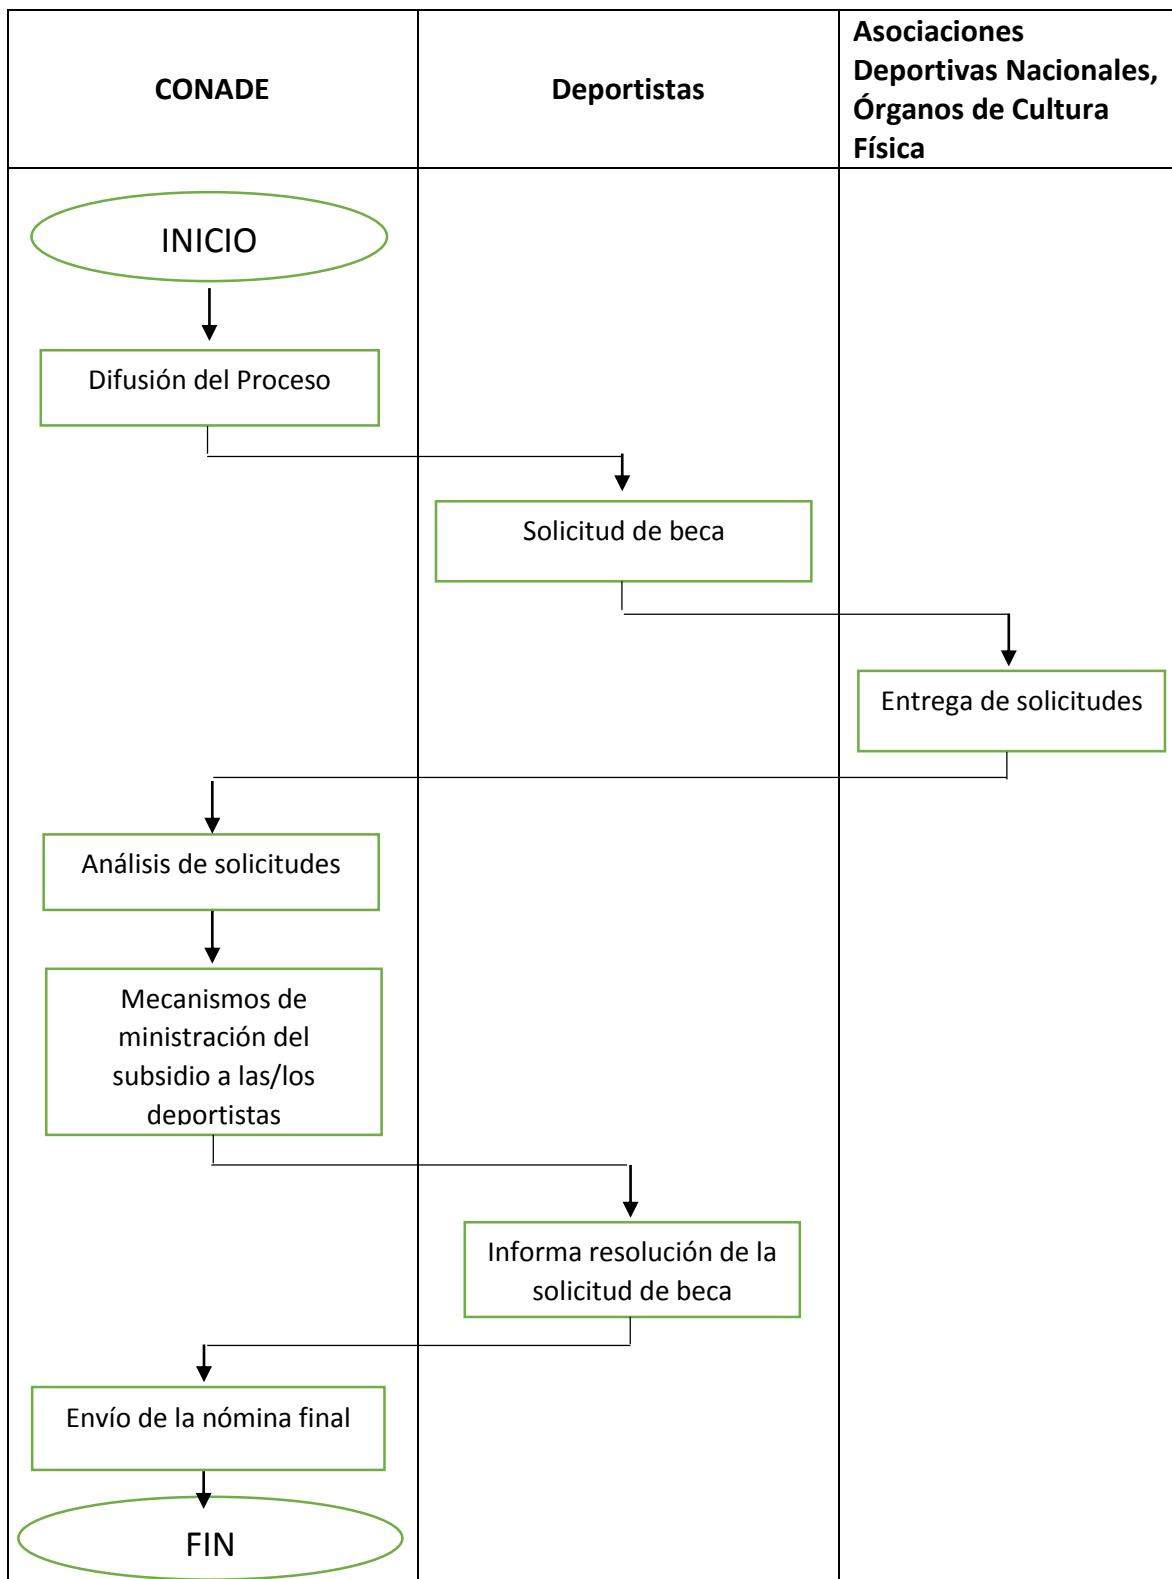 CONADE
Deportistas
Asociaciones
Deportivas Nacionales,
Órganos de Cultura
Física
INICIO
Difusión del Proceso
Solicitud de beca
Entrega de solicitudes
Análisis de solicitudes
Mecanismos de
ministración del
subsidio a las/los
deportistas
Informa resolución de la
solicitud de beca
Envío de la nómina final
FIN